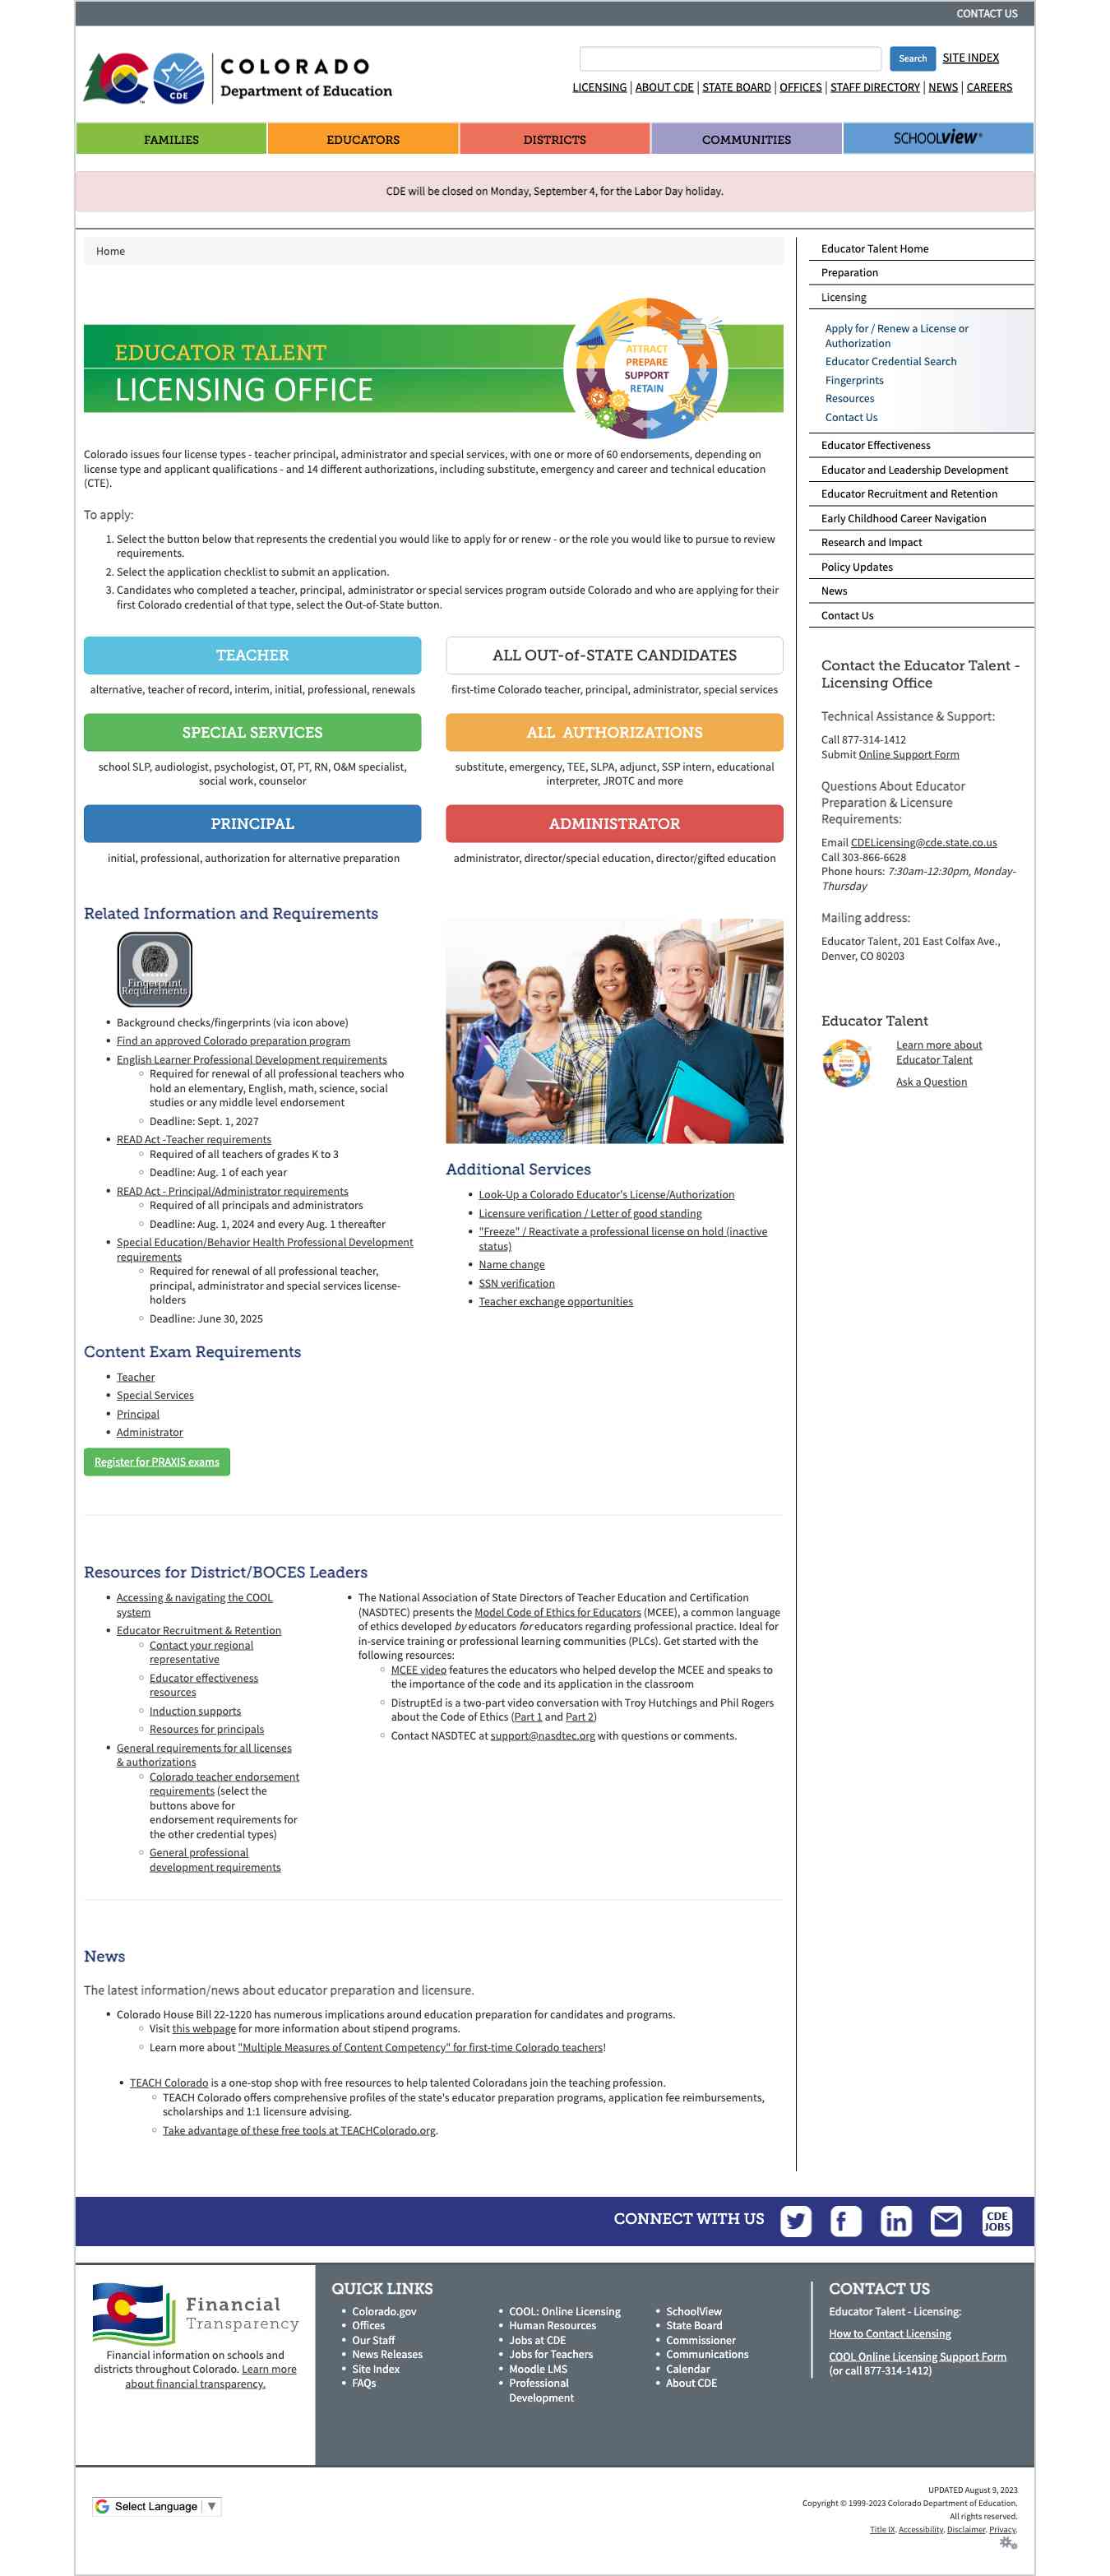 CONTACT US
CDE
COLORADO
Department of Education
Search
SITE INDEX
LICENSING | ABOUT CDE | STATE BOARD | OFFICES | STAFF DIRECTORY | NEWS | CAREERS
FAMILIES
EDUCATORS
DISTRICTS
COMMUNITIES
SCHOOLVIEW®
CDE will be closed on Monday, September 4, for the Labor Day holiday.
Home
EDUCATOR TALENT
LICENSING OFFICE
ATTRACT
PREPARE
SUPPORT
RETAIN
Colorado issues four license types - teacher principal, administrator and special services, with one or more of 60 endorsements, depending on
license type and applicant qualifications - and 14 different authorizations, including substitute, emergency and career and technical education
(CTE).
To apply:
1. Select the button below that represents the credential you would like to apply for or renew - or the role you would like to pursue to review
requirements.
2. Select the application checklist to submit an application.
3. Candidates who completed a teacher, principal, administrator or special services program outside Colorado and who are applying for their
first Colorado credential of that type, select the Out-of-State button.
TEACHER
alternative, teacher of record, interim, initial, professional, renewals
ALL OUT-of-STATE CANDIDATES
first-time Colorado teacher, principal, administrator, special services
SPECIAL SERVICES
school SLP, audiologist, psychologist, OT, PT, RN, O&M specialist,
social work, counselor
ALL AUTHORIZATIONS
substitute, emergency, TEE, SLPA, adjunct, SSP intern, educational
interpreter, JROTC and more
PRINCIPAL
initial, professional, authorization for alternative preparation
ADMINISTRATOR
administrator, director/special education, director/gifted education
Related Information and Requirements
Fingerprint
Requirements
• Background checks/fingerprints (via icon above)
• Find an approved Colorado preparation program
• English Learner Professional Development requirements
◦ Required for renewal of all professional teachers who
hold an elementary, English, math, science, social
studies or any middle level endorsement
◦ Deadline: Sept. 1, 2027
• READ Act -Teacher requirements
◦ Required of all teachers of grades K to 3
◦ Deadline: Aug. 1 of each year
• READ Act - Principal/Administrator requirements
◦ Required of all principals and administrators
◦ Deadline: Aug. 1, 2024 and every Aug. 1 thereafter
• Special Education/Behavior Health Professional Development
requirements
◦ Required for renewal of all professional teacher,
principal, administrator and special services license-
holders
◦ Deadline: June 30, 2025
Content Exam Requirements
• Teacher
• Special Services
• Principal
• Administrator
Register for PRAXIS exams
Additional Services
• Look-Up a Colorado Educator's License/Authorization
• Licensure verification / Letter of good standing
• "Freeze" / Reactivate a professional license on hold (inactive
status)
• Name change
• SSN verification
• Teacher exchange opportunities
Resources for District/BOCES Leaders
• Accessing & navigating the COOL
system
• Educator Recruitment & Retention
◦ Contact your regional
representative
◦ Educator effectiveness
resources
◦ Induction supports
◦ Resources for principals
• General requirements for all licenses
& authorizations
◦ Colorado teacher endorsement
requirements (select the
buttons above for
endorsement requirements for
the other credential types)
◦ General professional
development requirements
• The National Association of State Directors of Teacher Education and Certification
(NASDTEC) presents the Model Code of Ethics for Educators (MCEE), a common language
of ethics developed by educators for educators regarding professional practice. Ideal for
in-service training or professional learning communities (PLCs). Get started with the
following resources:
◦ MCEE video features the educators who helped develop the MCEE and speaks to
the importance of the code and its application in the classroom
◦ DistruptEd is a two-part video conversation with Troy Hutchings and Phil Rogers
about the Code of Ethics (Part 1 and Part 2)
◦ Contact NASDTEC at support@nasdtec.org with questions or comments.
News
The latest information/news about educator preparation and licensure.
• Colorado House Bill 22-1220 has numerous implications around education preparation for candidates and programs.
◦ Visit this webpage for more information about stipend programs.
◦ Learn more about "Multiple Measures of Content Competency" for first-time Colorado teachers!
• TEACH Colorado is a one-stop shop with free resources to help talented Coloradans join the teaching profession.
◦ TEACH Colorado offers comprehensive profiles of the state's educator preparation programs, application fee reimbursements,
scholarships and 1:1 licensure advising.
◦ Take advantage of these free tools at TEACHColorado.org.
Educator Talent Home
Preparation
Licensing
Apply for / Renew a License or
Authorization
Educator Credential Search
Fingerprints
Resources
Contact Us
Educator Effectiveness
Educator and Leadership Development
Educator Recruitment and Retention
Early Childhood Career Navigation
Research and Impact
Policy Updates
News
Contact Us
Contact the Educator Talent -
Licensing Office
Technical Assistance & Support:
Call 877-314-1412
Submit Online Support Form
Questions About Educator
Preparation & Licensure
Requirements:
Email CDELicensing@cde.state.co.us
Call 303-866-6628
Phone hours: 7:30am-12:30pm, Monday-
Thursday
Mailing address:
Educator Talent, 201 East Colfax Ave.,
Denver, CO 80203
Educator Talent
Learn more about
Educator Talent
Ask a Question
CONNECT WITH US
CDE
JOBS
Financial
Transparency
Financial information on schools and
districts throughout Colorado. Learn more
about financial transparency.
QUICK LINKS
• Colorado.gov
• Offices
• Our Staff
• News Releases
• Site Index
• FAQs
• COOL: Online Licensing
• Human Resources
• Jobs at CDE
• Jobs for Teachers
• Moodle LMS
• Professional
Development
• SchoolView
• State Board
• Commissioner
• Communications
• Calendar
• About CDE
CONTACT US
Educator Talent - Licensing:
How to Contact Licensing
COOL Online Licensing Support Form
(or call 877-314-1412)
Select Language ▼
UPDATED August 9, 2023
Copyright © 1999-2023 Colorado Department of Education.
All rights reserved.
Title IX. Accessibility. Disclaimer. Privacy.